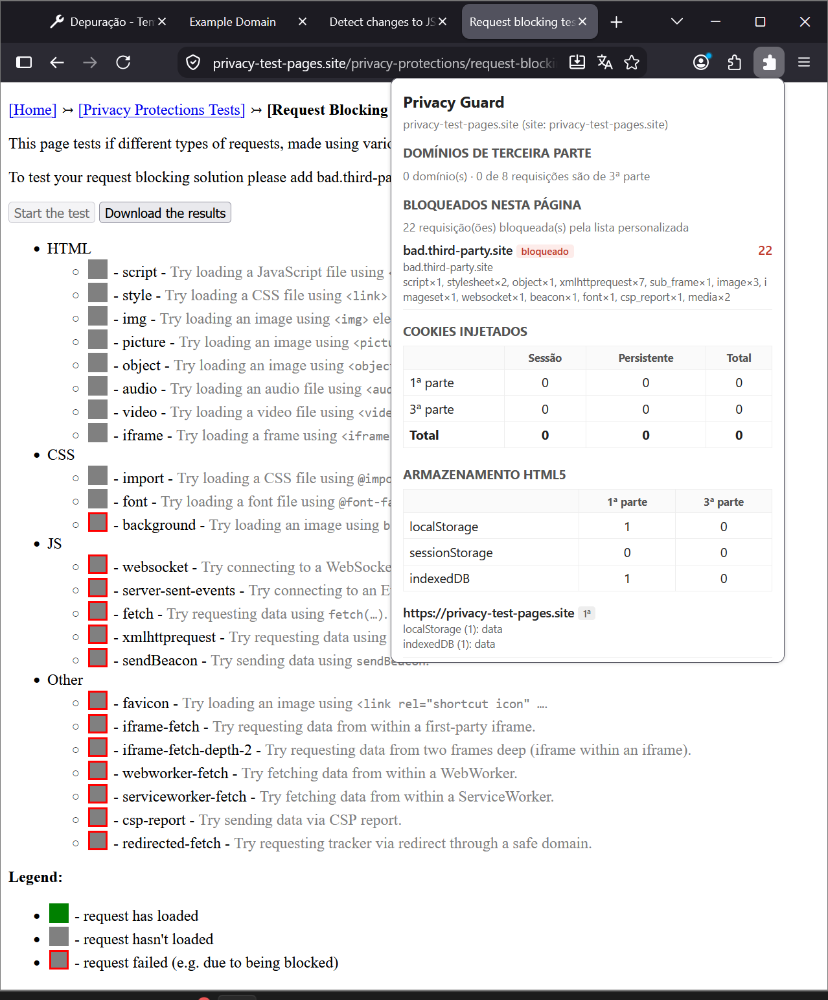 Depuração - Ten
Example Domain
Detect changes to JS
Request blocking tes
privacy-test-pages.site/privacy-protections/request-blocki
[Home] ↣ [Privacy Protections Tests] ↣ [Request Blocking
This page tests if different types of requests, made using vario
To test your request blocking solution please add bad.third-pa
Start the test
Download the results
HTML
- script - Try loading a JavaScript file using <
- style - Try loading a CSS file using <link>
- img - Try loading an image using <img> ele
- picture - Try loading an image using <pictu
- object - Try loading an image using <object
- audio - Try loading an audio file using <aud
- video - Try loading a video file using <vide
- iframe - Try loading a frame using <iframe
CSS
- import - Try loading a CSS file using @impo
- font - Try loading a font file using @font-fa
- background - Try loading an image using b
JS
- websocket - Try connecting to a WebSocke
- server-sent-events - Try connecting to an E
- fetch - Try requesting data using fetch(…).
- xmlhttprequest - Try requesting data using
- sendBeacon - Try sending data using sendBeacon.
Other
- favicon - Try loading an image using <link rel="shortcut icon" ….
- iframe-fetch - Try requesting data from within a first-party iframe.
- iframe-fetch-depth-2 - Try requesting data from two frames deep (iframe within an iframe).
- webworker-fetch - Try fetching data from within a WebWorker.
- serviceworker-fetch - Try fetching data from within a ServiceWorker.
- csp-report - Try sending data via CSP report.
- redirected-fetch - Try requesting tracker via redirect through a safe domain.
Legend:
- request has loaded
- request hasn't loaded
- request failed (e.g. due to being blocked)
Privacy Guard
privacy-test-pages.site (site: privacy-test-pages.site)
DOMÍNIOS DE TERCEIRA PARTE
0 domínio(s) · 0 de 8 requisições são de 3ª parte
BLOQUEADOS NESTA PÁGINA
22 requisição(ões) bloqueada(s) pela lista personalizada
bad.third-party.site bloqueado 22
bad.third-party.site
script×1, stylesheet×2, object×1, xmlhttprequest×7, sub_frame×1, image×3, i
mageset×1, websocket×1, beacon×1, font×1, csp_report×1, media×2
COOKIES INJETADOS
Sessão Persistente Total
1ª parte 0 0 0
3ª parte 0 0 0
Total 0 0 0
ARMAZENAMENTO HTML5
1ª parte 3ª parte
localStorage 1 0
sessionStorage 0 0
indexedDB 1 0
https://privacy-test-pages.site 1ª
localStorage (1): data
indexedDB (1): data